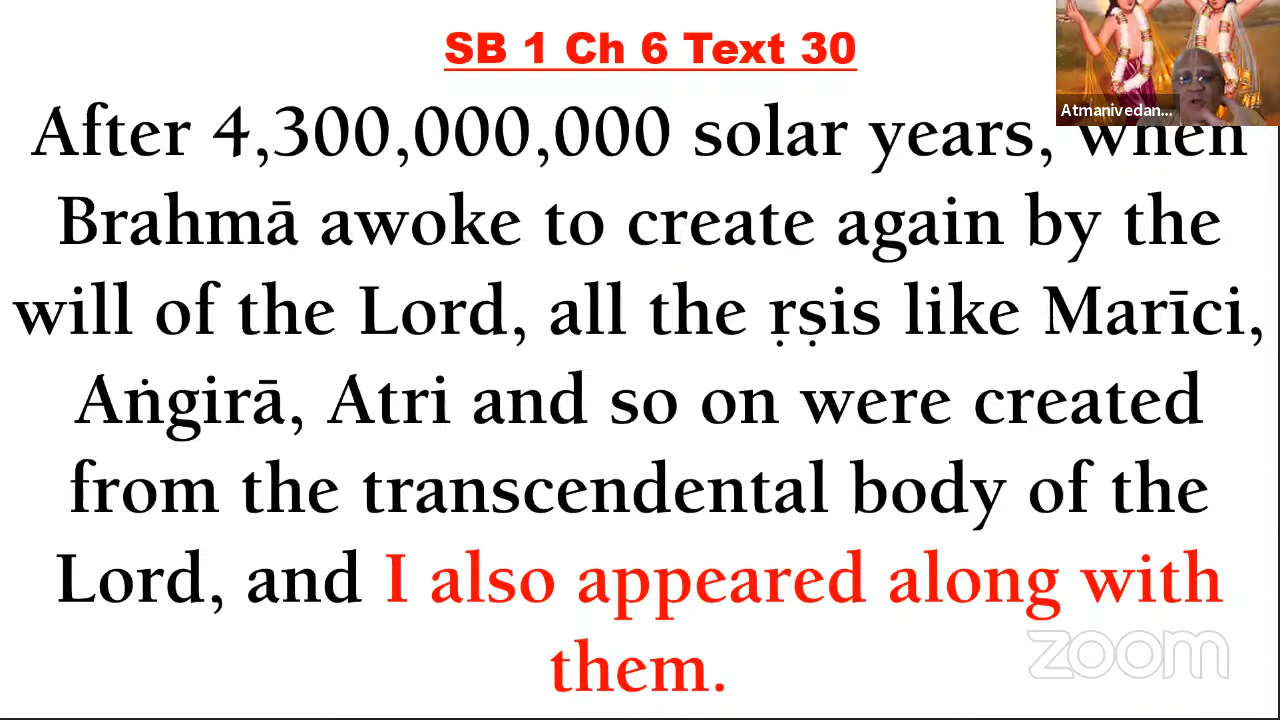 SB 1 Ch 6 Text 30
Atmanivedan...
After 4,300,000,000 solar years, when
Brahmā awoke to create again by the
will of the Lord, all the ṛṣis like Marīci,
Aṅgirā, Atri and so on were created
from the transcendental body of the
Lord, and I also appeared along with
them.
zoom